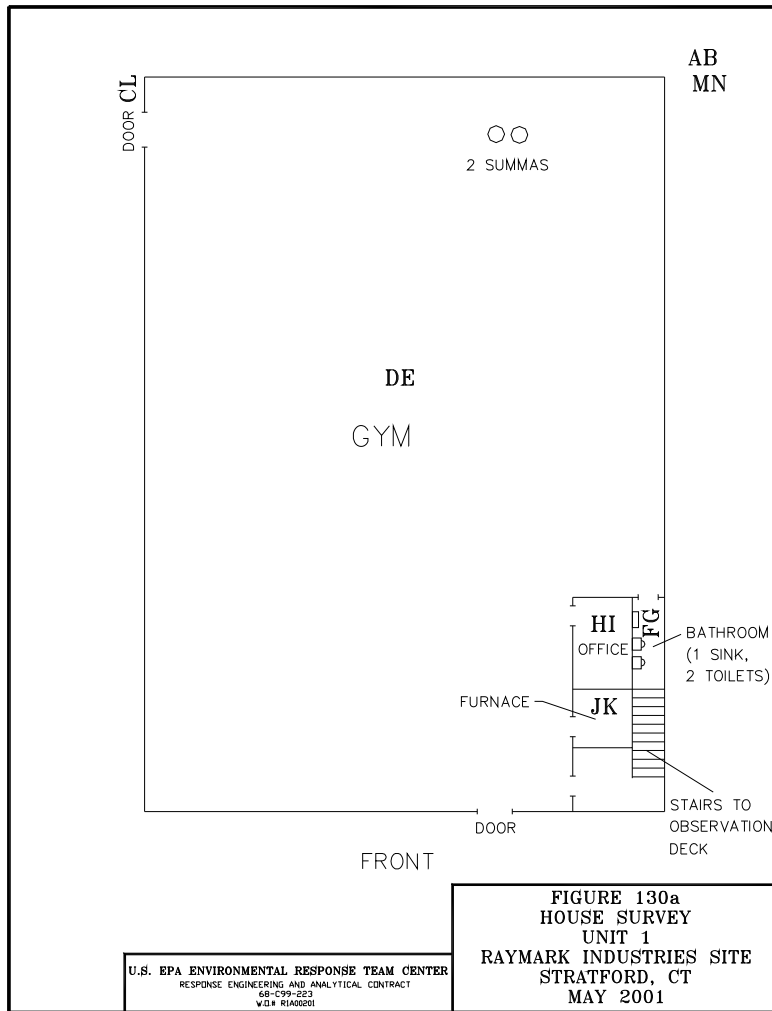 AB
MN
CL
DOOR
2 SUMMAS
DE
GYM
HI
OFFICE
FG
BATHROOM
(1 SINK,
2 TOILETS)
FURNACE
JK
STAIRS TO
OBSERVATION
DECK
DOOR
FRONT
FIGURE 130a
HOUSE SURVEY
UNIT 1
RAYMARK INDUSTRIES SITE
STRATFORD, CT
MAY 2001
U.S. EPA ENVIRONMENTAL RESPONSE TEAM CENTER
RESPONSE ENGINEERING AND ANALYTICAL CONTRACT
68-C99-223
W.O.# R1A00201